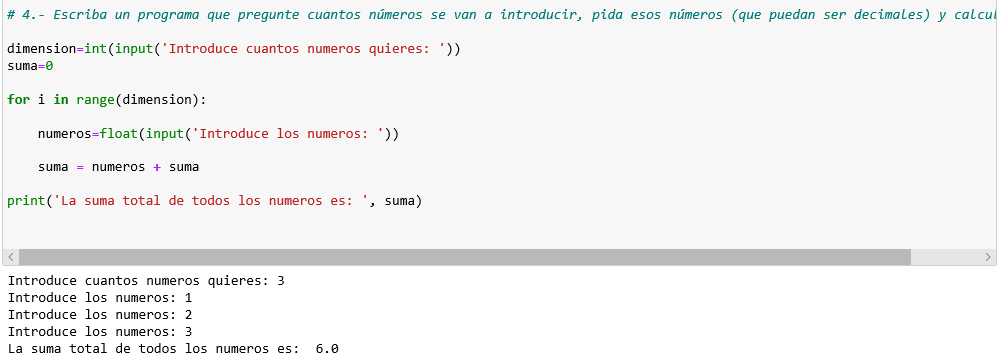 # 4.- Escriba un programa que pregunte cuantos números se van a introducir, pida esos números (que puedan ser decimales) y
dimension=int(input('Introduce cuantos numeros quieres: '))
suma=0
for i in range(dimension):
numeros=float(input('Introduce los numeros: '))
suma = numeros + suma
print('La suma total de todos los numeros es: ', suma)
Introduce cuantos numeros quieres: 3
Introduce los numeros: 1
Introduce los numeros: 2
Introduce los numeros: 3
La suma total de todos los numeros es:  6.0